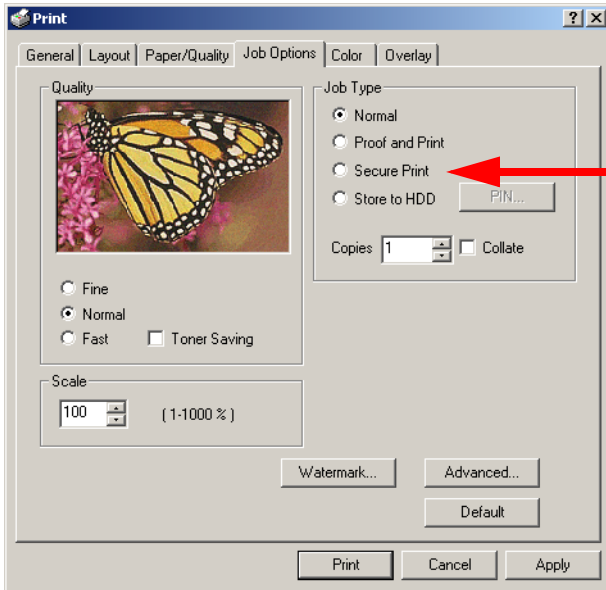 Print
General Layout Paper/Quality Job Options Color Overlay
Quality
Fine
Normal
Fast Toner Saving
Scale
100 (1-1000 %)
Job Type
Normal
Proof and Print
Secure Print
Store to HDD PIN...
Copies 1 Collate
Watermark... Advanced...
Default
Print Cancel Apply